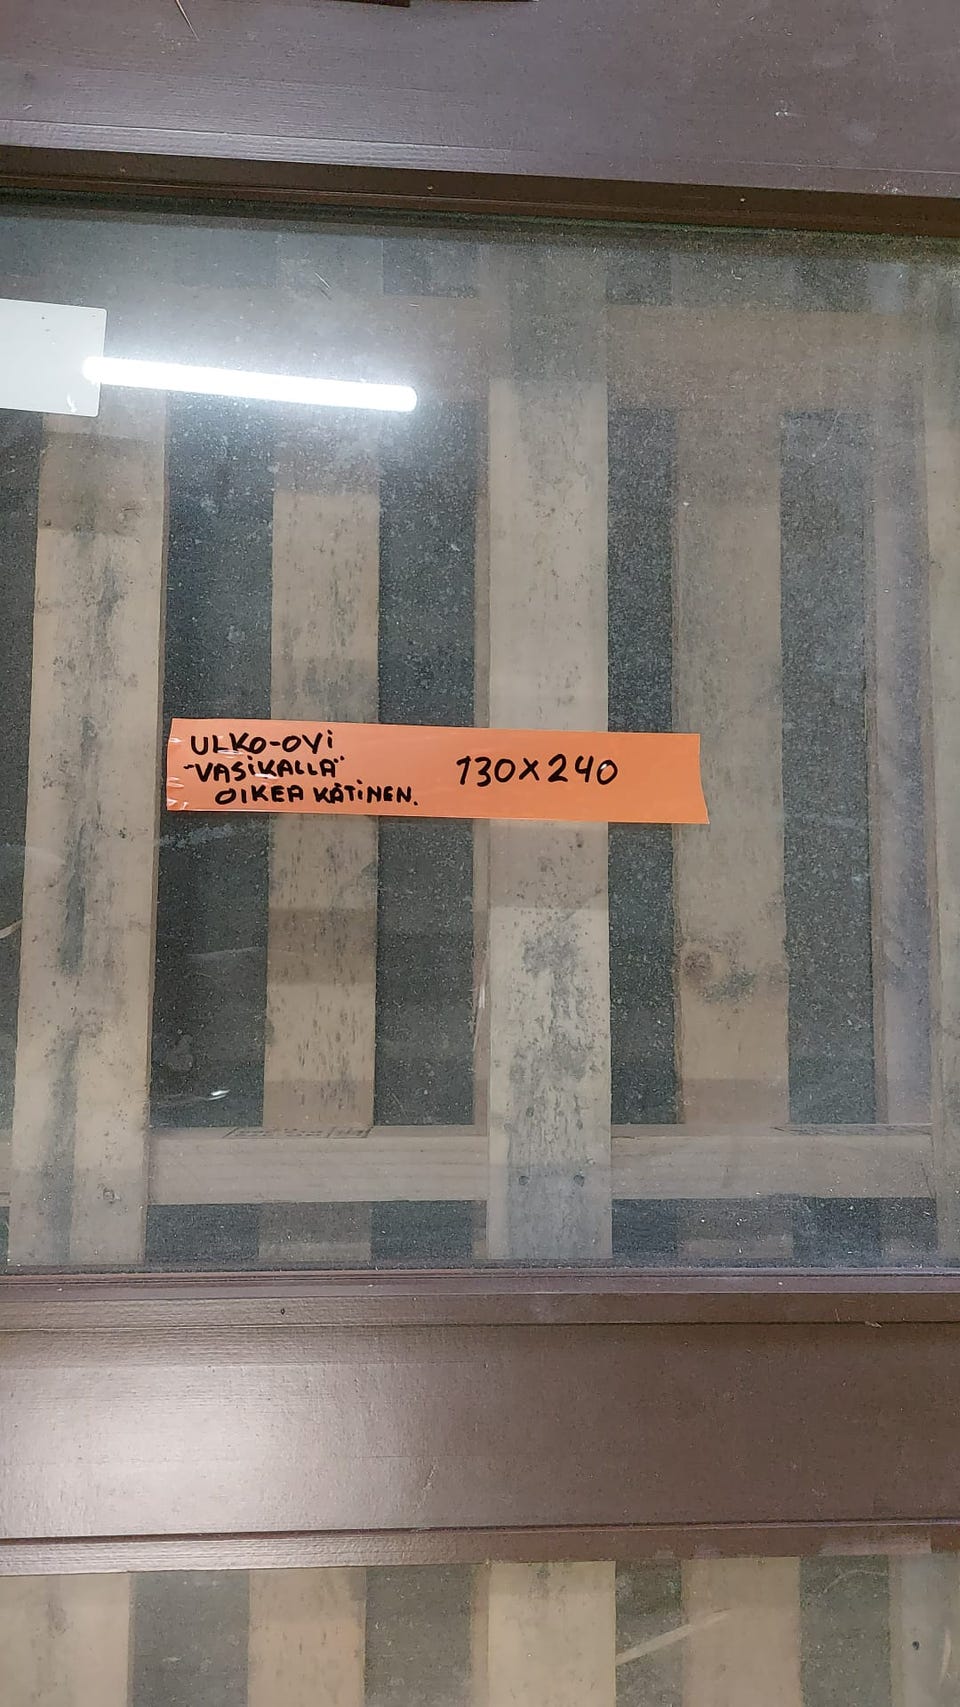 ULKO-OVI
"VASIKALLA"
OIKEA KÄTINEN.
130X240